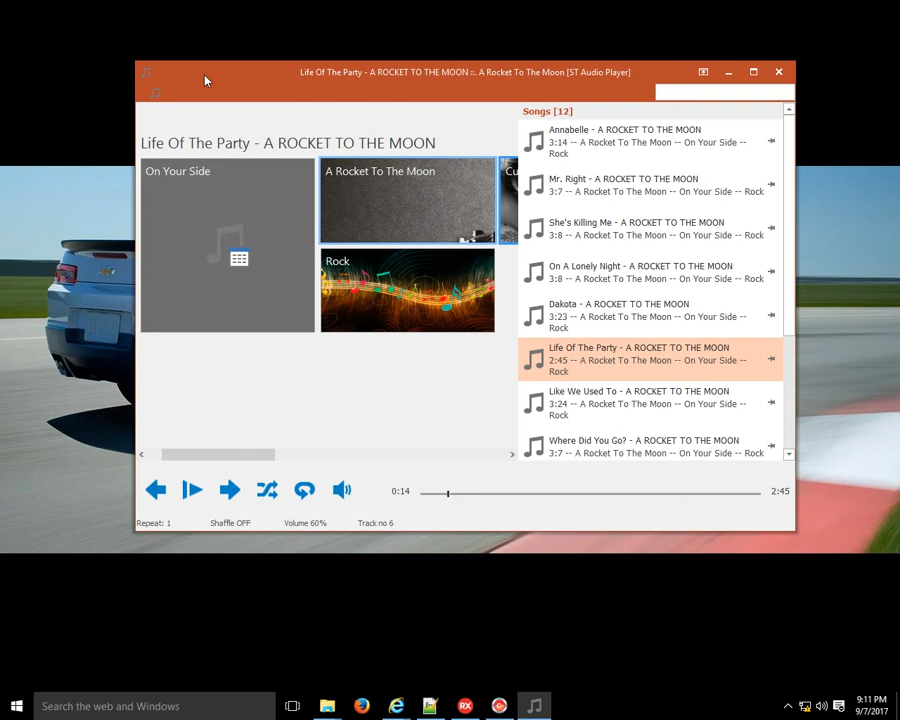 Life Of The Party - A ROCKET TO THE MOON ::. A Rocket To The Moon [ST Audio Player]
Life Of The Party - A ROCKET TO THE MOON
On Your Side
A Rocket To The Moon
Cu
Rock
Songs [12]
Annabelle - A ROCKET TO THE MOON
3:14 -- A Rocket To The Moon -- On Your Side --
Rock
Mr. Right - A ROCKET TO THE MOON
3:7 -- A Rocket To The Moon -- On Your Side -- Rock
She's Killing Me - A ROCKET TO THE MOON
3:8 -- A Rocket To The Moon -- On Your Side -- Rock
On A Lonely Night - A ROCKET TO THE MOON
3:8 -- A Rocket To The Moon -- On Your Side -- Rock
Dakota - A ROCKET TO THE MOON
3:23 -- A Rocket To The Moon -- On Your Side --
Rock
Life Of The Party - A ROCKET TO THE MOON
2:45 -- A Rocket To The Moon -- On Your Side --
Rock
Like We Used To - A ROCKET TO THE MOON
3:24 -- A Rocket To The Moon -- On Your Side --
Rock
Where Did You Go? - A ROCKET TO THE MOON
3:7 -- A Rocket To The Moon -- On Your Side -- Rock
0:14
2:45
Repeat: 1
Shaffle OFF
Volume 60%
Track no 6
Search the web and Windows
RX
9:11 PM
9/7/2017